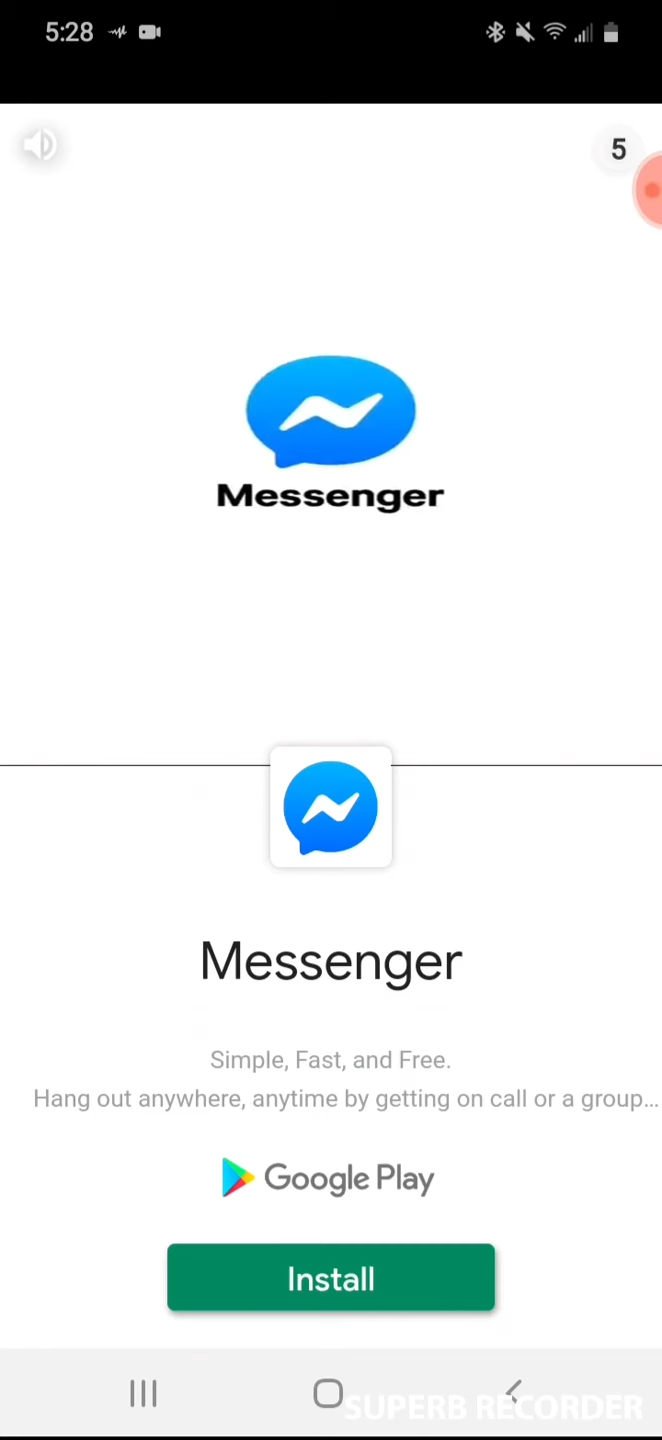 5:28
5
Messenger
Messenger
Simple, Fast, and Free.
Hang out anywhere, anytime by getting on call or a group...
Google Play
Install
SUPERB RECORDER